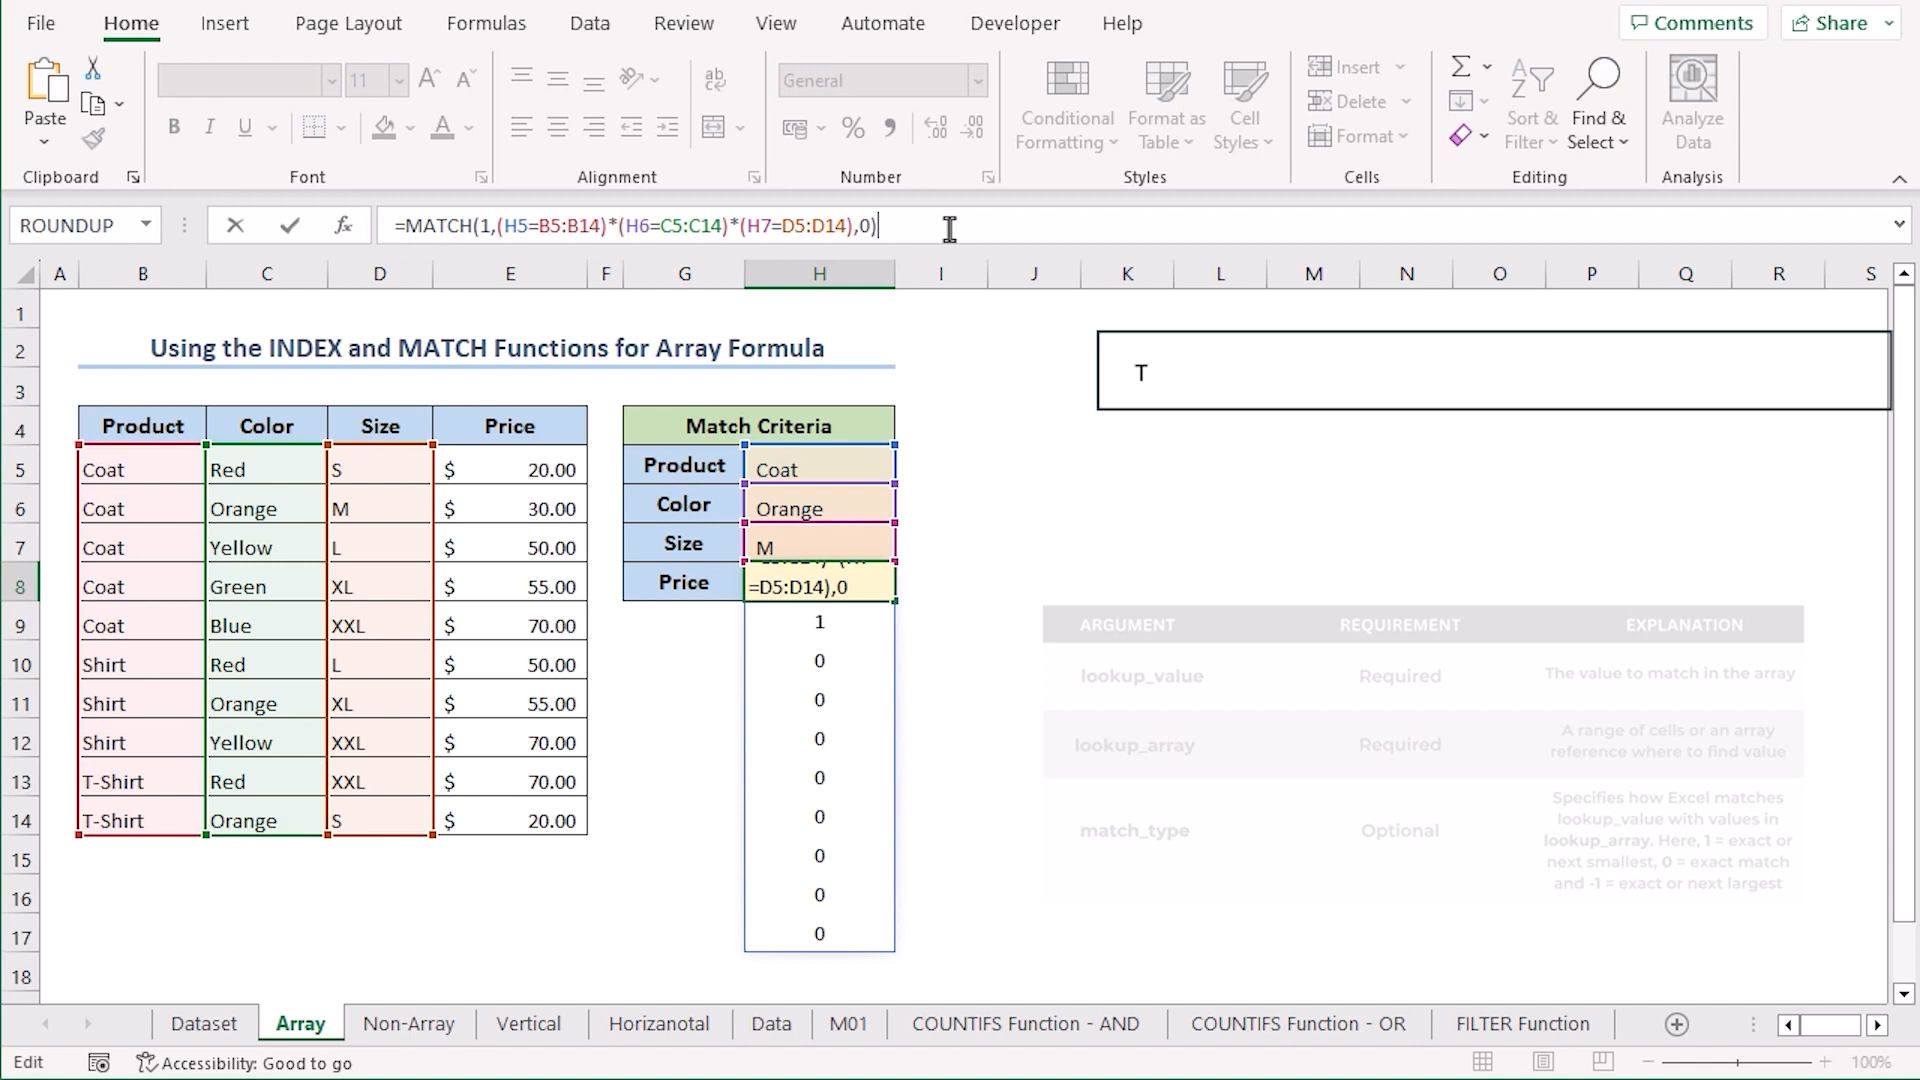 File Home Insert Page Layout Formulas Data Review View Automate Developer Help Comments Share
Paste
11
A A
ab
General
B I U A
% 9
Conditional Formatting
Format as Table
Cell Styles
Insert
Delete
Format
Sort & Filter
Find & Select
Analyze Data
Clipboard Font Alignment Number Styles Cells Editing Analysis
ROUNDUP fx =MATCH(1,(H5=B5:B14)*(H6=C5:C14)*(H7=D5:D14),0)
A B C D E F G H I J K L M N O P Q R S
1
2 Using the INDEX and MATCH Functions for Array Formula T
3
4 Product Color Size Price Match Criteria
5 Coat Red S $ 20.00 Product Coat
6 Coat Orange M $ 30.00 Color Orange
7 Coat Yellow L $ 50.00 Size M
8 Coat Green XL $ 55.00 Price =D5:D14),0
9 Coat Blue XXL $ 70.00 1
10 Shirt Red L $ 50.00 0
11 Shirt Orange XL $ 55.00 0
12 Shirt Yellow XXL $ 70.00 0
13 T-Shirt Red XXL $ 70.00 0
14 T-Shirt Orange S $ 20.00 0
15 0
16 0
17 0
18
ARGUMENT REQUIREMENT EXPLANATION
lookup_value Required The value to match in the array
lookup_array Required A range of cells or an array
reference where to find value
match_type Optional Specifies how Excel matches
lookup_value with values in
lookup_array. Here, 1 = exact or
next smallest, 0 = exact match
and -1 = exact or next largest
Dataset Array Non-Array Vertical Horizanotal Data M01 COUNTIFS Function - AND COUNTIFS Function - OR FILTER Function
Edit Accessibility: Good to go 100%